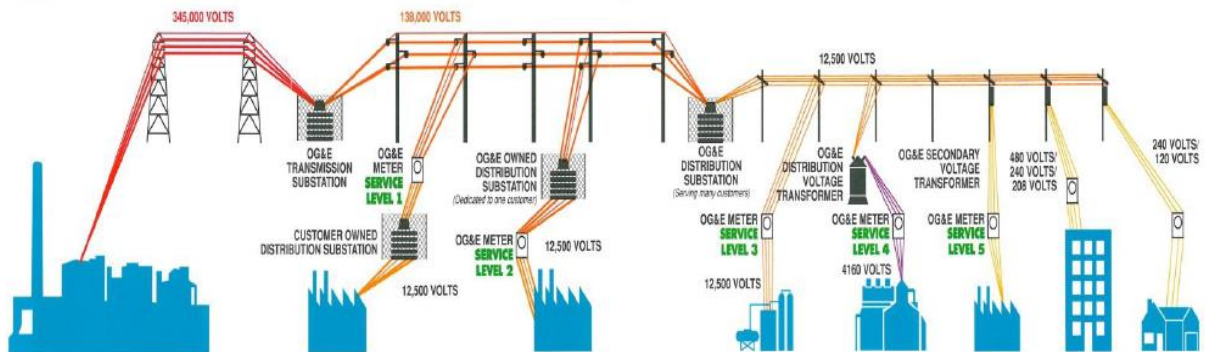 345,000 VOLTS
138,000 VOLTS
12,500 VOLTS
OG&E
TRANSMISSION
SUBSTATION
OG&E
METER
SERVICE
LEVEL 1
OG&E OWNED
DISTRIBUTION
SUBSTATION
(Dedicated to one customer)
OG&E
DISTRIBUTION
SUBSTATION
(Serving many customers)
OG&E
DISTRIBUTION
VOLTAGE
TRANSFORMER
OG&E SECONDARY
VOLTAGE
TRANSFORMER
480 VOLTS/
240 VOLTS/
208 VOLTS
240 VOLTS/
120 VOLTS
CUSTOMER OWNED
DISTRIBUTION SUBSTATION
OG&E METER
SERVICE
LEVEL 2
12,500 VOLTS
OG&E METER
SERVICE
LEVEL 3
OG&E METER
SERVICE
LEVEL 4
OG&E METER
SERVICE
LEVEL 5
12,500 VOLTS
12,500 VOLTS
4160 VOLTS